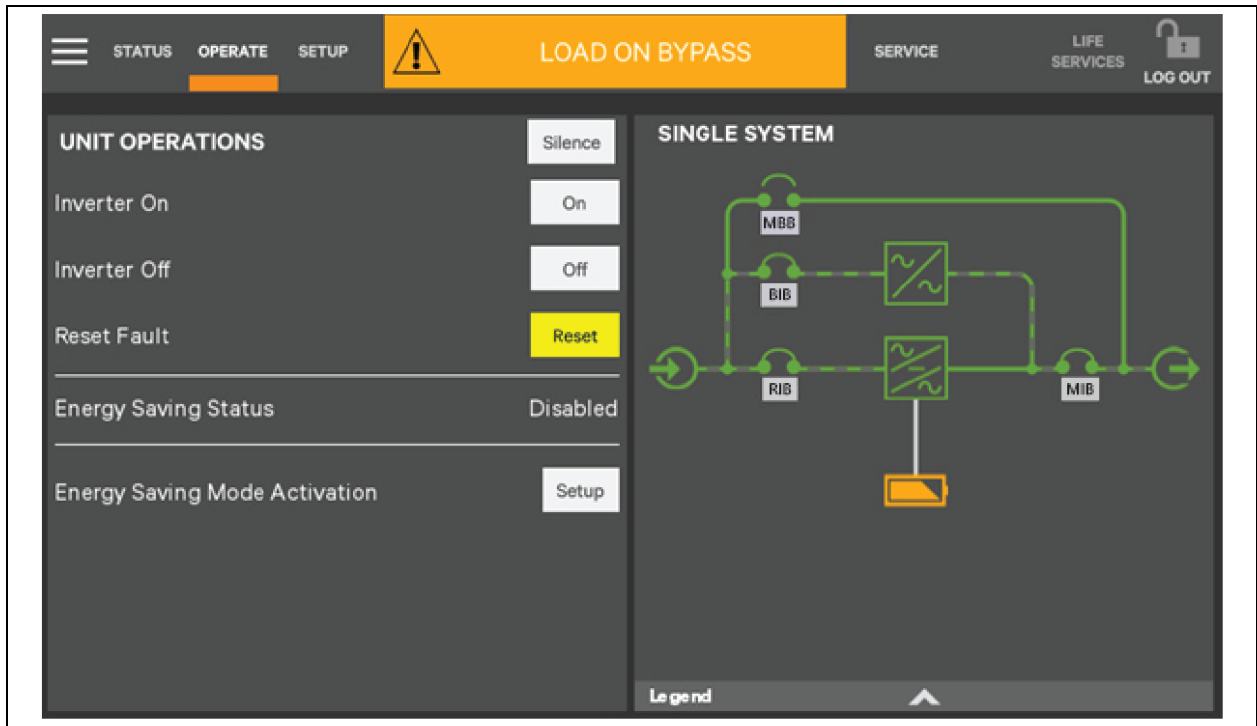 STATUS OPERATE SETUP LOAD ON BYPASS SERVICE LIFE SERVICES LOG OUT
UNIT OPERATIONS Silence
Inverter On On
Inverter Off Off
Reset Fault Reset
Energy Saving Status Disabled
Energy Saving Mode Activation Setup
SINGLE SYSTEM
MBB
BIB
RIB MIB
Legend